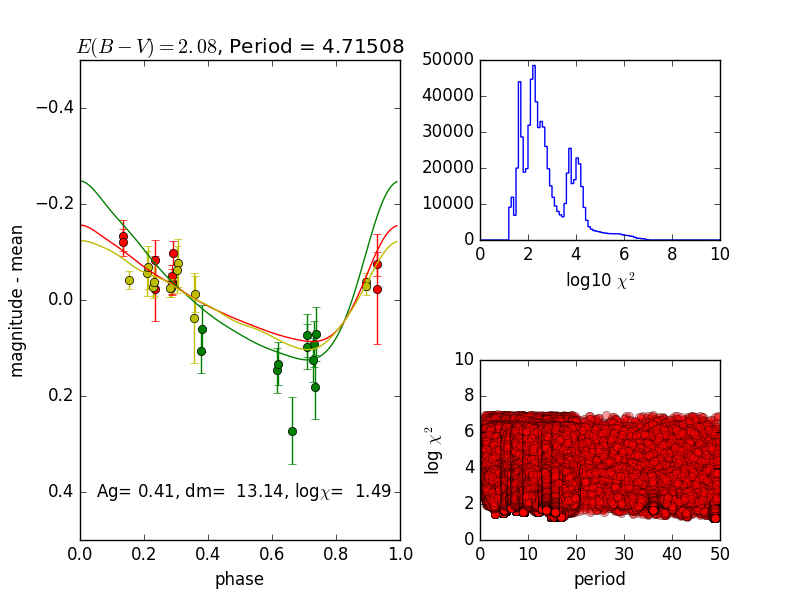 E(B − V) = 2.08, Period = 4.71508
magnitude - mean
−0.4
−0.2
0.0
0.2
0.4
Ag= 0.41, dm= 13.14, logχ= 1.49
0.0 0.2 0.4 0.6 0.8 1.0
phase
50000
40000
30000
20000
10000
0
0 2 4 6 8 10
log10 χ²
10
8
6
4
2
0
log χ²
0 10 20 30 40 50
period